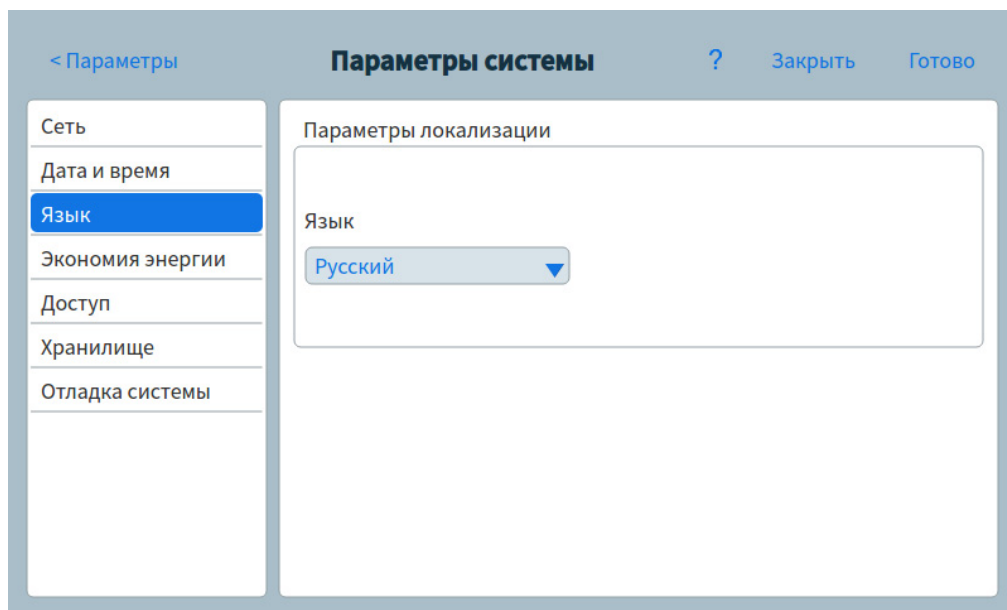 < Параметры Параметры системы ? Закрыть Готово
Сеть
Дата и время
Язык
Экономия энергии
Доступ
Хранилище
Отладка системы
Параметры локализации
Язык
Русский